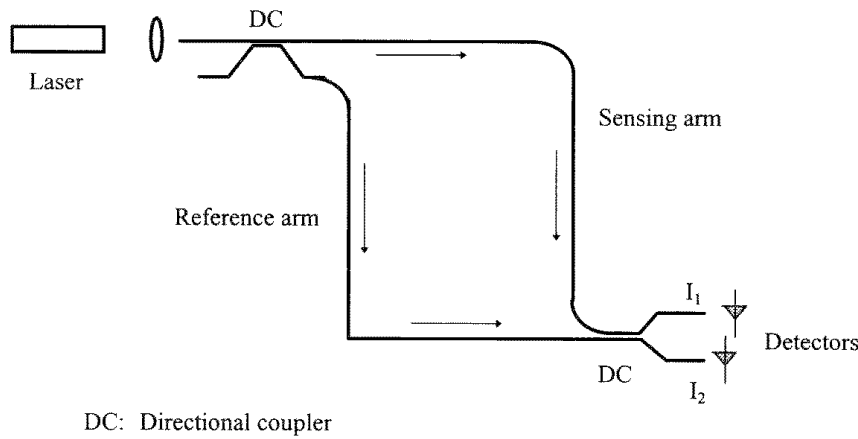 DC
Laser
Sensing arm
Reference arm
I₁
Detectors
DC
I₂
DC: Directional coupler